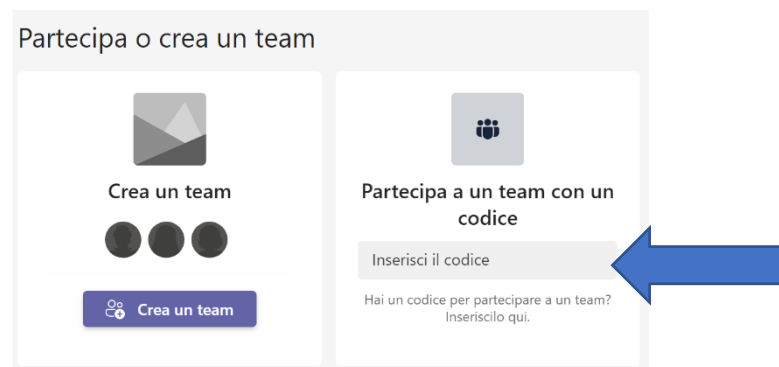 Partecipa o crea un team
Crea un team
Crea un team
Partecipa a un team con un
codice
Inserisci il codice
Hai un codice per partecipare a un team?
Inseriscilo qui.